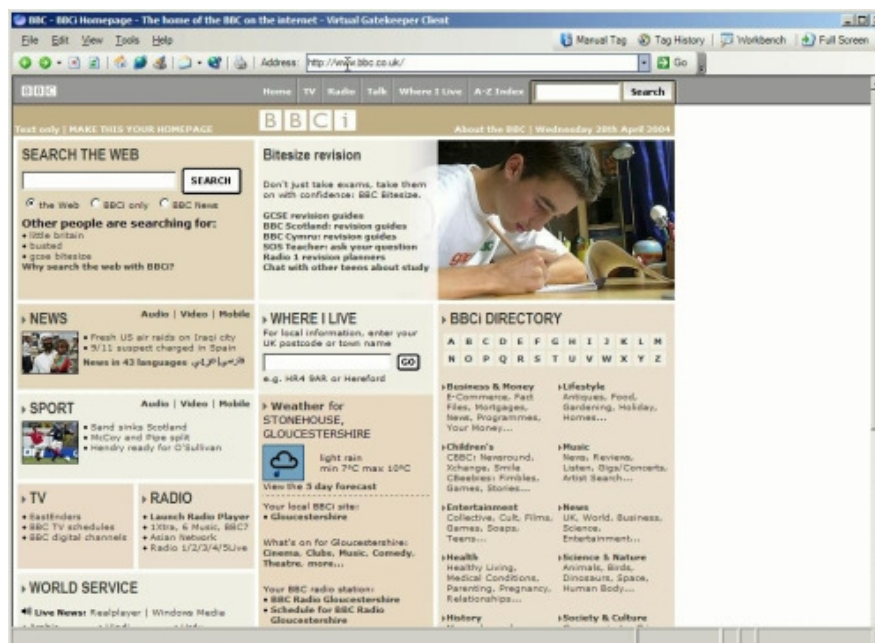 BBC - BBCi Homepage - The home of the BBC on the internet - Virtual Gatekeeper Client
File Edit View Tools Help
Manual Tag Tag History Workbench Full Screen
Address: http://www.bbc.co.uk/ Go
BBC Home TV Radio Talk Where I Live A-Z Index Search
Text only | MAKE THIS YOUR HOMEPAGE
BBCi
About the BBC | Wednesday 28th April 2004
SEARCH THE WEB
SEARCH
the Web BBCi only BBC News
Other people are searching for:
• little britain
• busted
• gcse bitesize
Why search the web with BBCi?
Bitesize revision
Don't just take exams, take them
on with confidence: BBC Bitesize.
GCSE revision guides
BBC Scotland: revision guides
BBC Cymru: revision guides
SOS Teacher: ask your question
Radio 1 revision planners
Chat with other teens about study
NEWS
Audio | Video | Mobile
• Fresh US air raids on Iraqi city
• 9/11 suspect charged in Spain
News in 43 languages
SPORT
Audio | Video | Mobile
• Sand sinks Scotland
• McCoy and Pipe split
• Hendry ready for O'Sullivan
TV
• EastEnders
• BBC TV schedules
• BBC digital channels
RADIO
• Launch Radio Player
• 1Xtra, 6 Music, BBC7
• Asian Network
• Radio 1/2/3/4/5Live
WORLD SERVICE
Live News: Realplayer | Windows Media
WHERE I LIVE
For local information, enter your
UK postcode or town name
GO
e.g. HR4 9AR or Hereford
Weather for
STONEHOUSE,
GLOUCESTERSHIRE
light rain
min 7°C max 10°C
View the 5 day forecast
Your local BBCi site:
• Gloucestershire
What's on for Gloucestershire:
Cinema, Clubs, Music, Comedy,
Theatre, more...
Your BBC radio station:
• BBC Radio Gloucestershire
• Schedule for BBC Radio
Gloucestershire
BBCi DIRECTORY
A B C D E F G H I J K L M
N O P Q R S T U V W X Y Z
Business & Money
E-Commerce, Fact
Files, Mortgages,
News, Programmes,
Your Money...
Children's
CBBC: Newsround,
Xchange, Smile
CBeebies: Fimbles,
Games, Stories...
Entertainment
Collective, Cult, Films,
Games, Soaps,
Teens...
Health
Healthy Living,
Medical Conditions,
Parenting, Pregnancy,
Relationships...
History
Lifestyle
Antiques, Food,
Gardening, Holiday,
Homes...
Music
News, Reviews,
Listen, Gigs/Concerts,
Artist Search...
News
UK, World, Business,
Science,
Entertainment...
Science & Nature
Animals, Birds,
Dinosaurs, Space,
Human Body...
Society & Culture